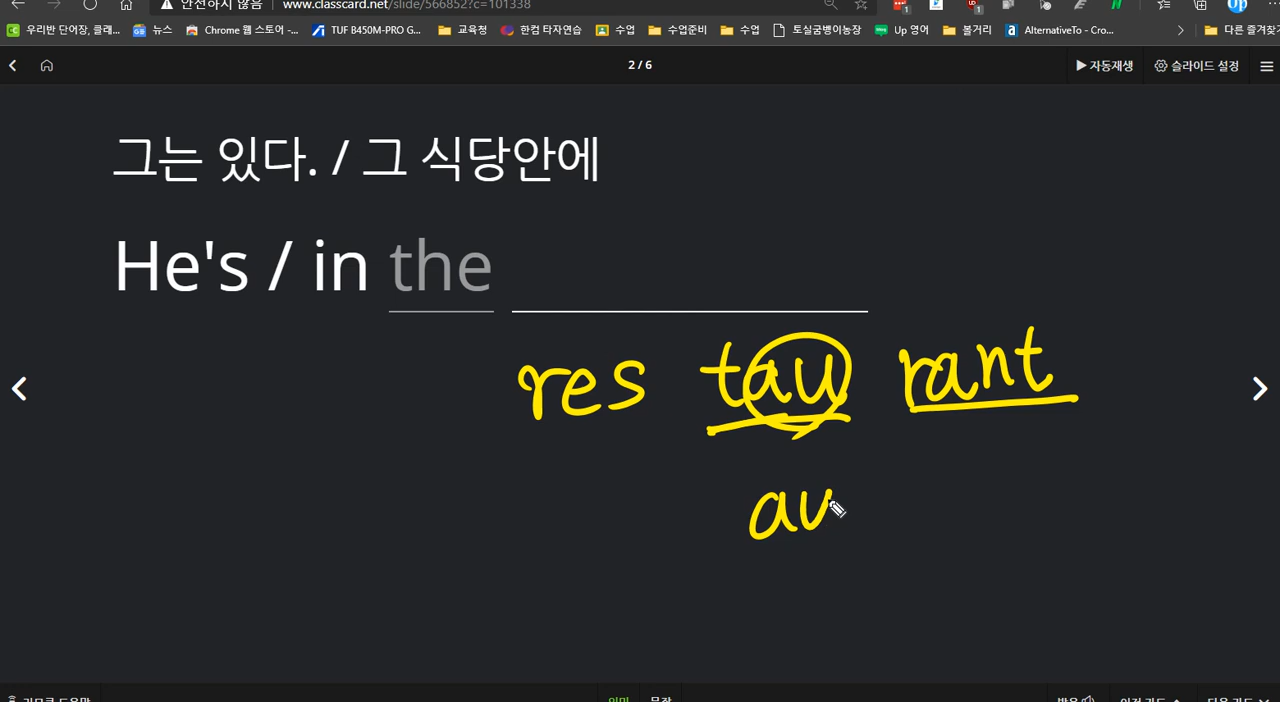 안전하지 않음 www.classcard.net/slide/566852?c=101338
우리반 단어장, 클래... 뉴스 Chrome 웹 스토어 -... TUF B450M-PRO G... 교육청 한컴 타자연습 수업 수업준비 수업 토실굼벵이농장 Up 영어 볼거리 AlternativeTo - Cro... 다른 즐겨찾기
2 / 6 자동재생 슬라이드 설정
그는 있다. / 그 식당안에
He's / in the
res tau rant
au